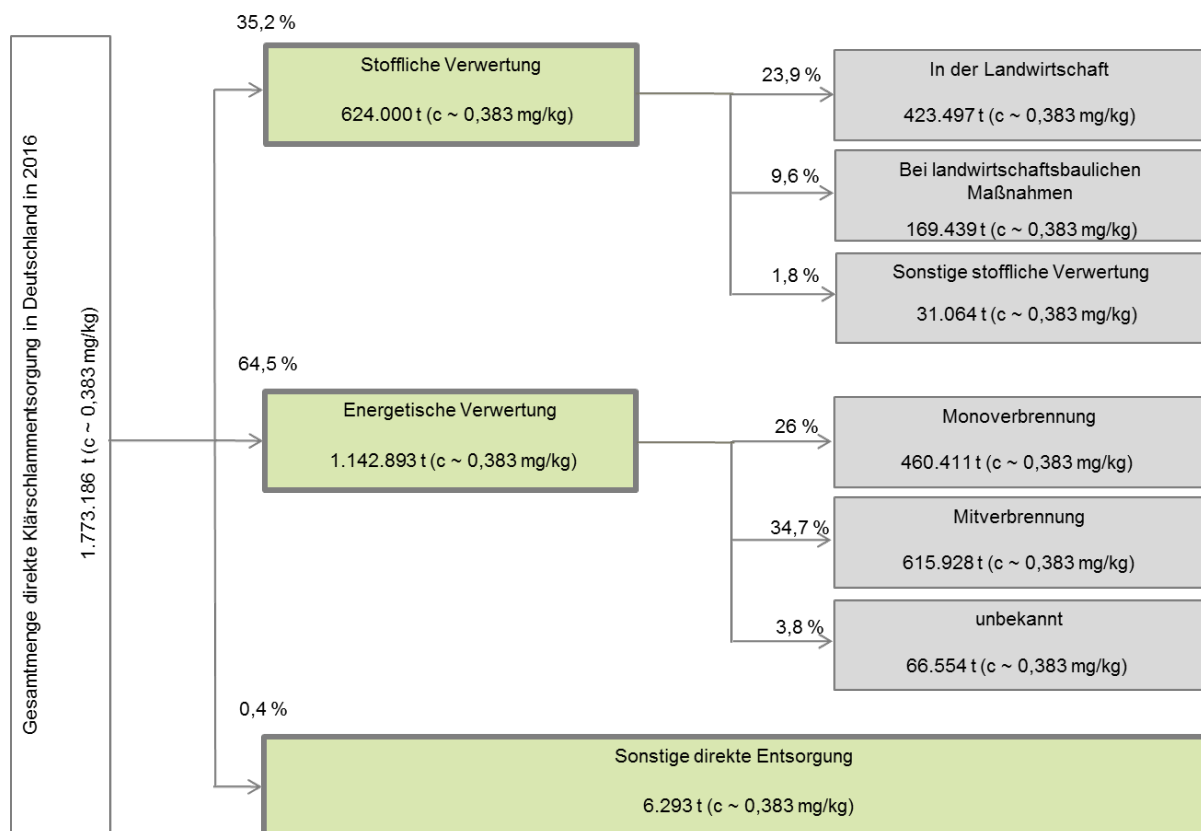 Gesamtmenge direkte Klärschlammentsorgung in Deutschland in 2016
1.773.186 t (c ~ 0,383 mg/kg)
35,2 %
Stoffliche Verwertung
624.000 t (c ~ 0,383 mg/kg)
23,9 %
In der Landwirtschaft
423.497 t (c ~ 0,383 mg/kg)
9,6 %
Bei landwirtschaftsbaulichen
Maßnahmen
169.439 t (c ~ 0,383 mg/kg)
1,8 %
Sonstige stoffliche Verwertung
31.064 t (c ~ 0,383 mg/kg)
64,5 %
Energetische Verwertung
1.142.893 t (c ~ 0,383 mg/kg)
26 %
Monoverbrennung
460.411 t (c ~ 0,383 mg/kg)
34,7 %
Mitverbrennung
615.928 t (c ~ 0,383 mg/kg)
3,8 %
unbekannt
66.554 t (c ~ 0,383 mg/kg)
0,4 %
Sonstige direkte Entsorgung
6.293 t (c ~ 0,383 mg/kg)